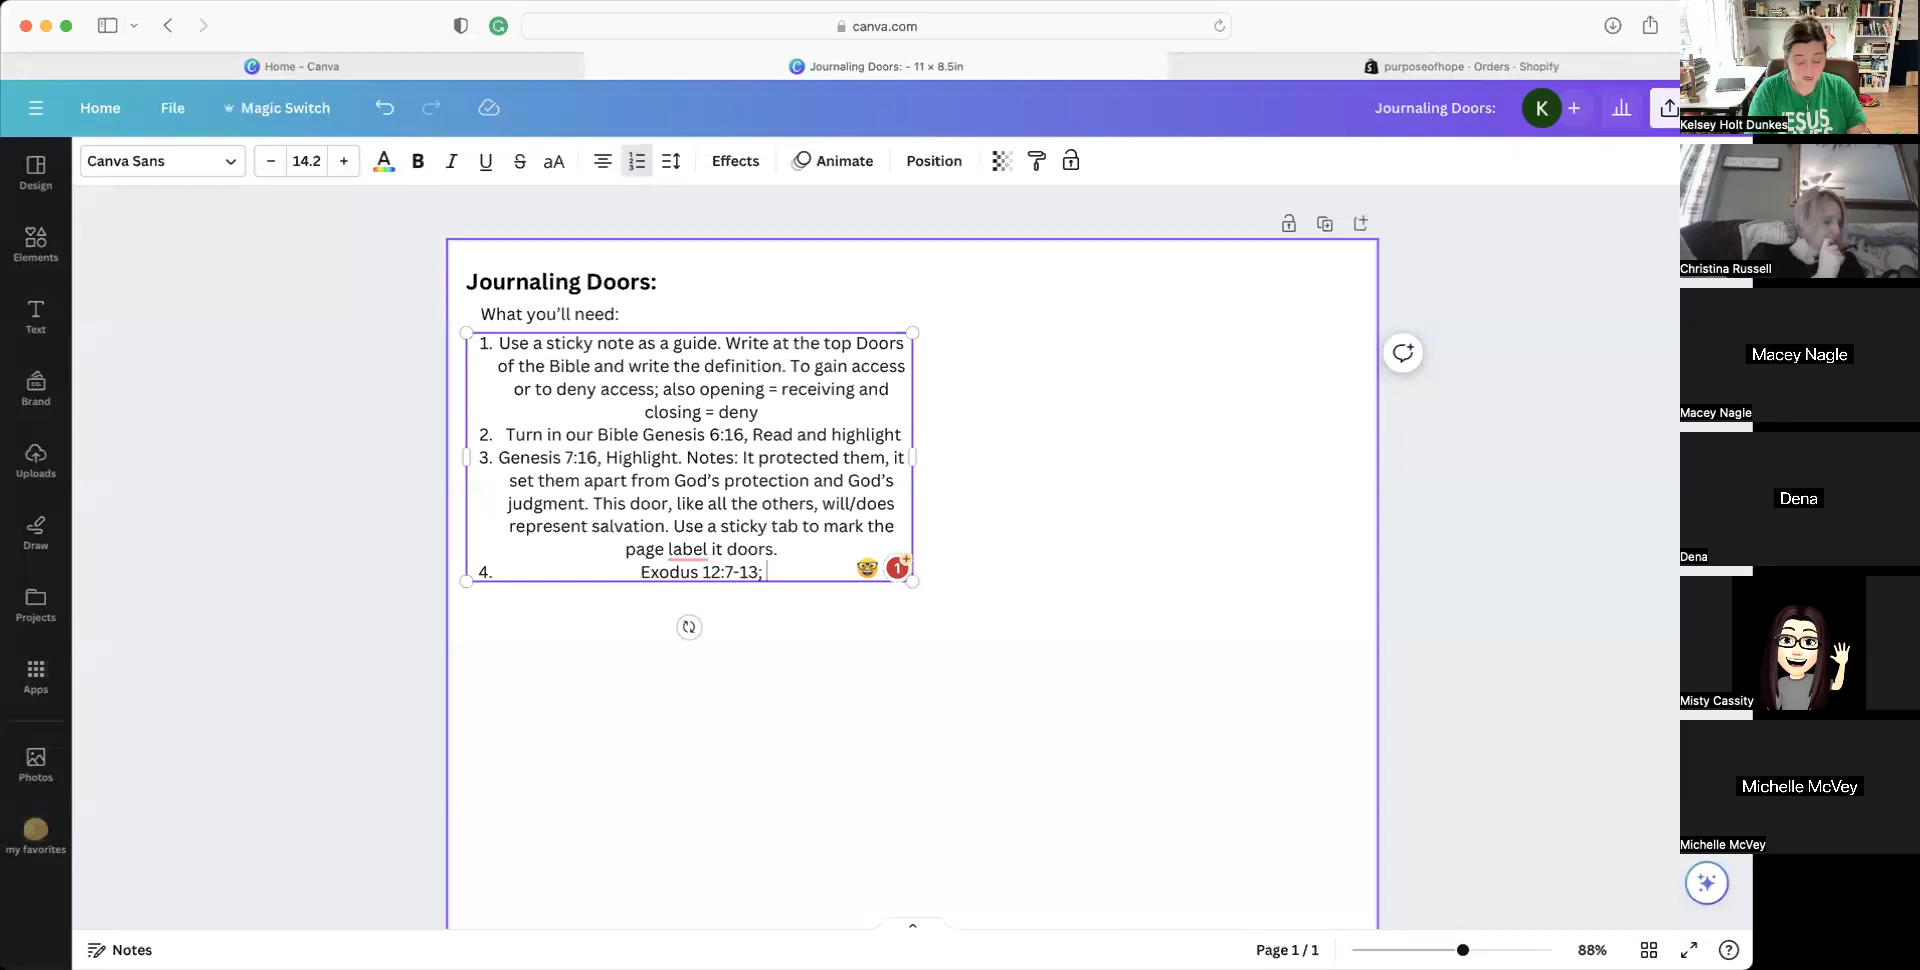 canva.com
Home - Canva
Journaling Doors: - 11 × 8.5in
purposeofhope · Orders · Shopify
Home
File
Magic Switch
Journaling Doors:
K
Canva Sans
14.2
A
B
I
U
S
aA
Effects
Animate
Position
Design
Elements
Text
Brand
Uploads
Draw
Projects
Apps
Photos
my favorites
Journaling Doors:
What you'll need:
1. Use a sticky note as a guide. Write at the top Doors
of the Bible and write the definition. To gain access
or to deny access; also opening = receiving and
closing = deny
2. Turn in our Bible Genesis 6:16, Read and highlight
3. Genesis 7:16, Highlight. Notes: It protected them, it
set them apart from God's protection and God's
judgment. This door, like all the others, will/does
represent salvation. Use a sticky tab to mark the
page label it doors.
4. Exodus 12:7-13;
1
Notes
Page 1 / 1
88%
JESUS
Kelsey Holt Dunkes
Christina Russell
Macey Nagle
Macey Nagle
Dena
Dena
Misty Cassity
Michelle McVey
Michelle McVey